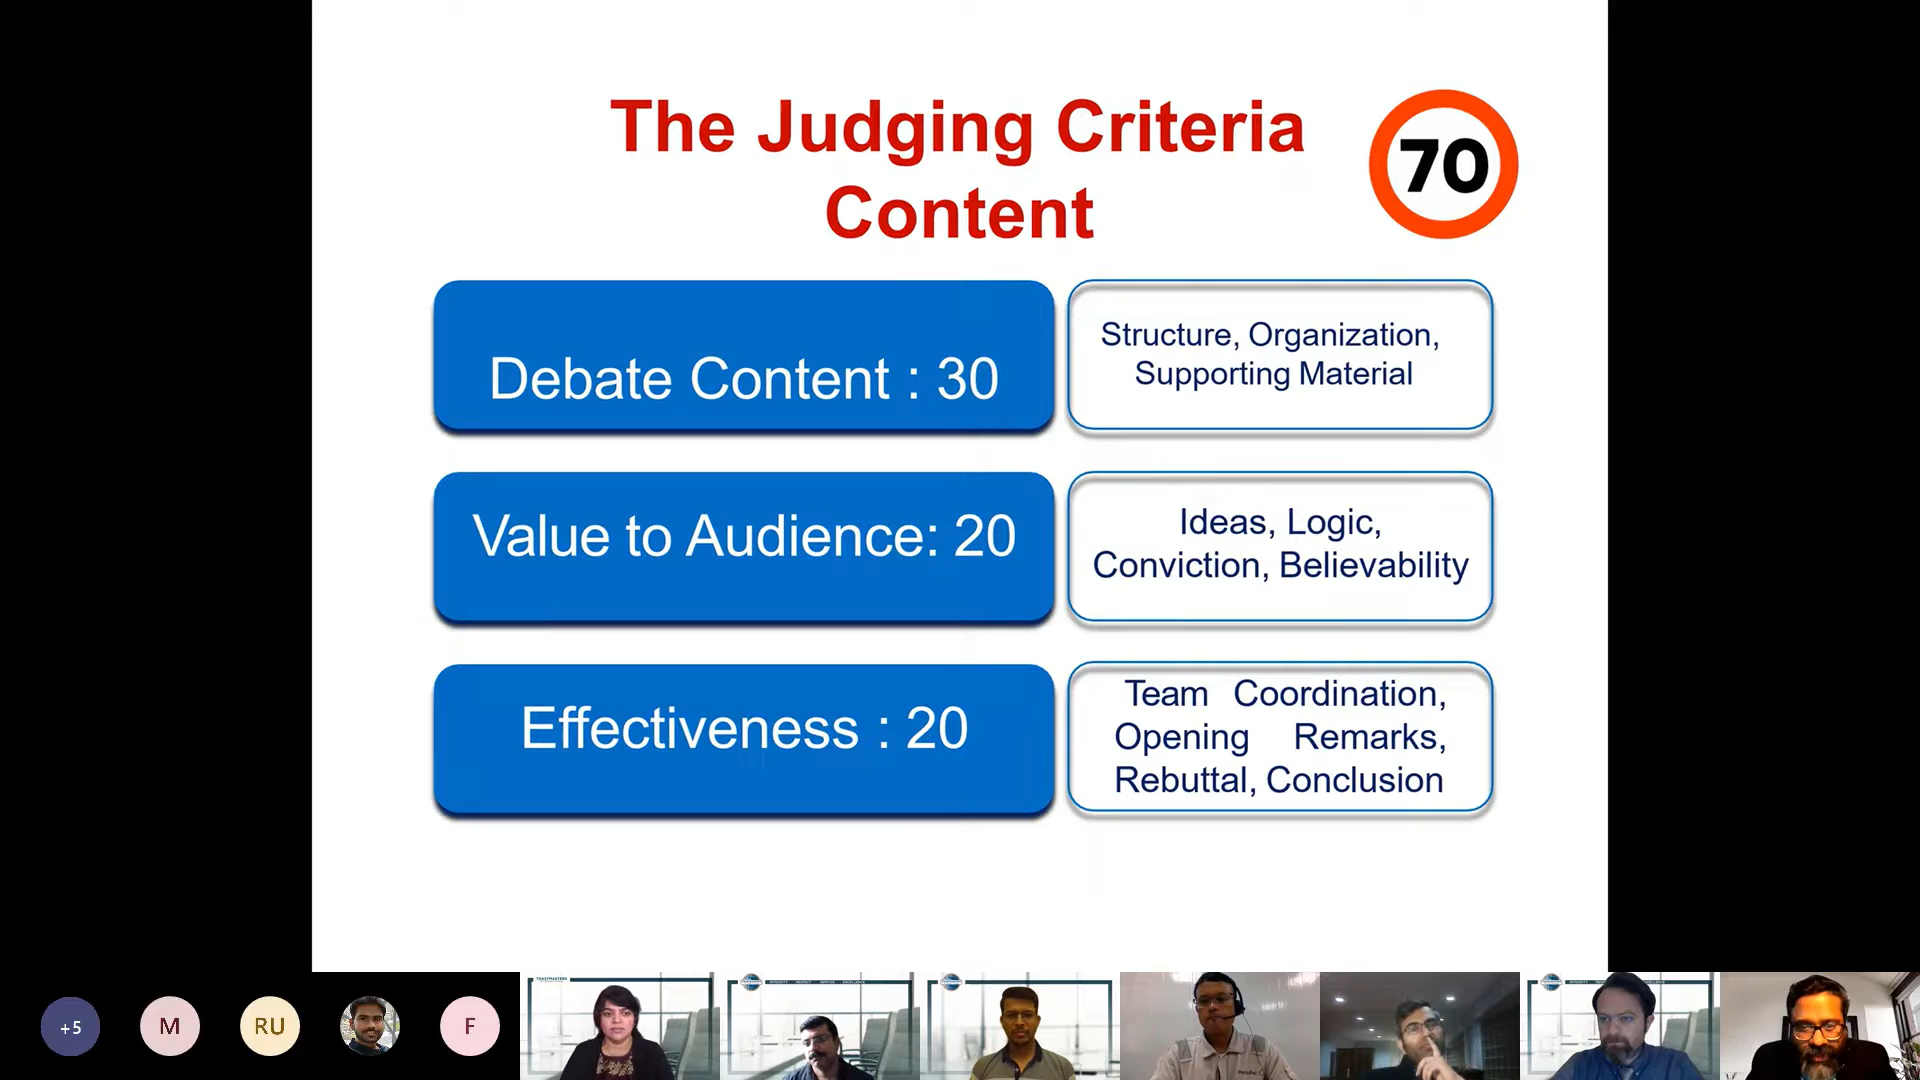 The Judging Criteria
Content
70
Debate Content : 30
Structure, Organization,
Supporting Material
Value to Audience: 20
Ideas, Logic,
Conviction, Believability
Effectiveness : 20
Team Coordination,
Opening Remarks,
Rebuttal, Conclusion
+5
M
RU
F
TOASTMASTERS